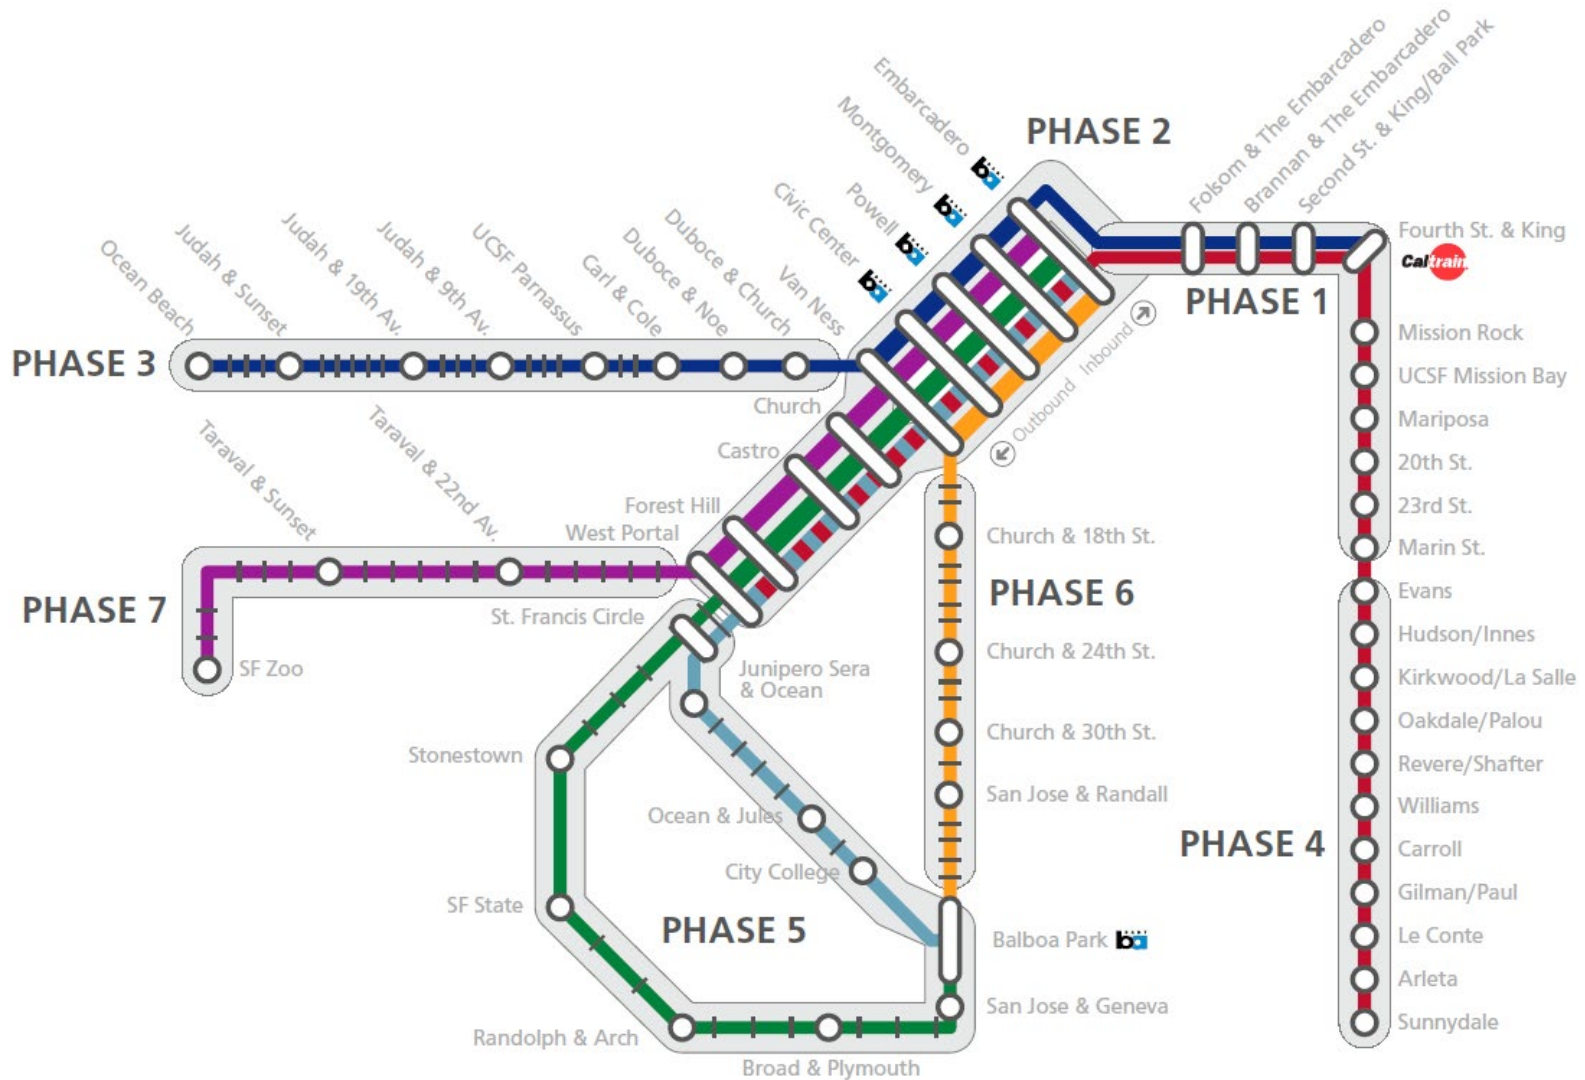 PHASE 2
Embarcadero
Montgomery
Powell
Civic Center
Van Ness
Duboce & Church
Duboce & Noe
Carl & Cole
UCSF Parnassus
Judah & 9th Av.
Judah & 19th Av.
Judah & Sunset
Ocean Beach
Folsom & The Embarcadero
Brannan & The Embarcadero
Second St. & King/Ball Park
Fourth St. & King
Caltrain
PHASE 1
PHASE 3
Inbound
Outbound
Church
Castro
Forest Hill
West Portal
Taraval & Sunset
Taraval & 22nd Av.
St. Francis Circle
PHASE 7
SF Zoo
Mission Rock
UCSF Mission Bay
Mariposa
20th St.
23rd St.
Marin St.
Evans
Hudson/Innes
Kirkwood/La Salle
Oakdale/Palou
Revere/Shafter
Williams
Carroll
Gilman/Paul
Le Conte
Arleta
Sunnydale
PHASE 4
Church & 18th St.
PHASE 6
Church & 24th St.
Church & 30th St.
San Jose & Randall
Junipero Sera
& Ocean
Stonestown
Ocean & Jules
City College
SF State
PHASE 5
Balboa Park ba
San Jose & Geneva
Randolph & Arch
Broad & Plymouth
ba
ba
ba
ba